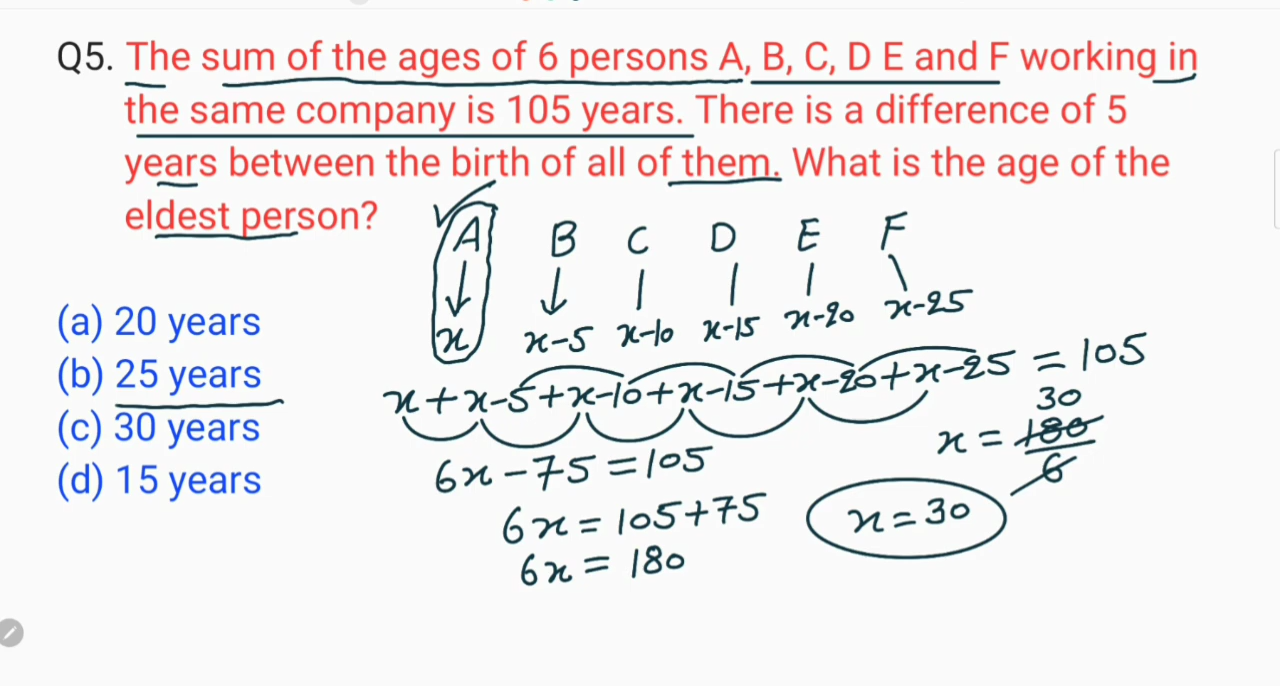 Q5. The sum of the ages of 6 persons A, B, C, D E and F working in
the same company is 105 years. There is a difference of 5
years between the birth of all of them. What is the age of the
eldest person?
A B C D E F
x x-5 x-10 x-15 x-20 x-25
(a) 20 years
(b) 25 years
(c) 30 years
(d) 15 years
x+x-5+x-10+x-15+x-20+x-25 = 105
6x-75=105
6x = 105+75
6x = 180
30
x = 180
6
x=30